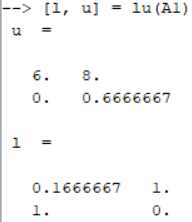 --> [l, u] = lu(A1)
u  =
6.   8.
0.   0.6666667
l  =
0.1666667   1.
1.          0.